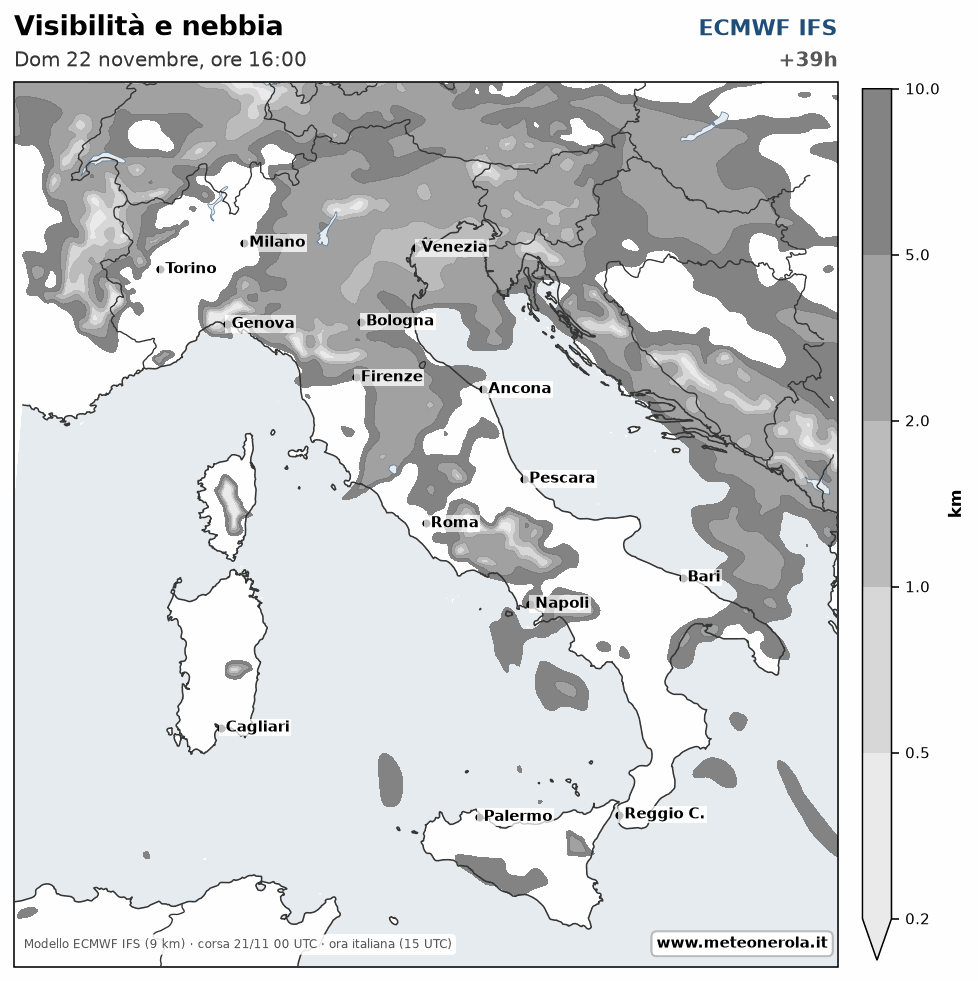 Visibilità e nebbia
ECMWF IFS
Dom 22 novembre, ore 16:00
+39h
10.0
5.0
2.0
1.0
0.5
0.2
km
Milano
Venezia
Torino
Genova
Bologna
Firenze
Ancona
Pescara
Roma
Bari
Napoli
Cagliari
Palermo
Reggio C.
Modello ECMWF IFS (9 km) · corsa 21/11 00 UTC · ora italiana (15 UTC)
www.meteonerola.it